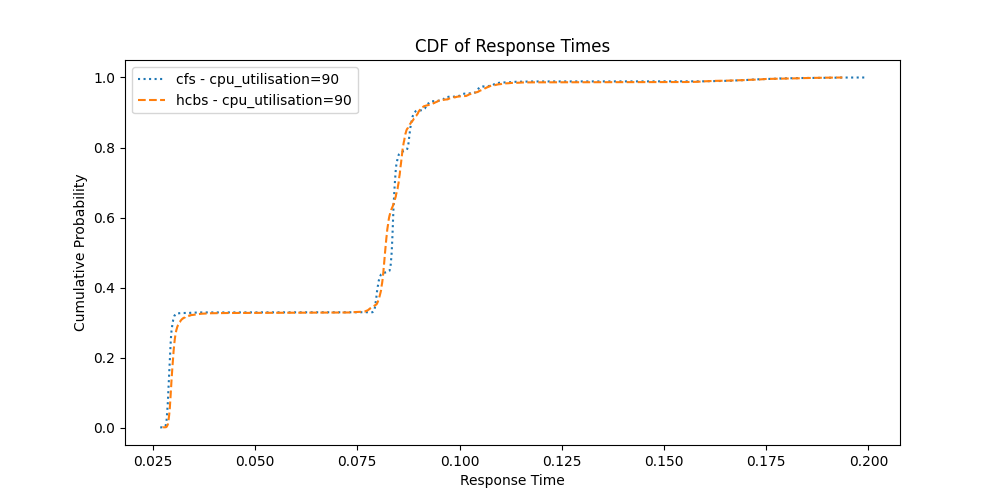 CDF of Response Times
cfs - cpu_utilisation=90
hcbs - cpu_utilisation=90
1.0
0.8
0.6
0.4
0.2
0.0
Cumulative Probability
0.025 0.050 0.075 0.100 0.125 0.150 0.175 0.200
Response Time